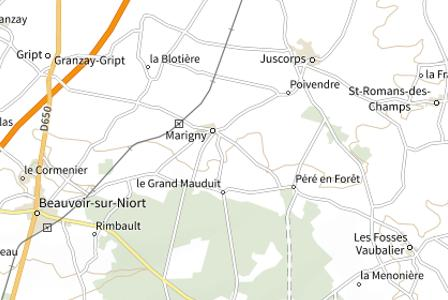 anzay
Gript
Granzay-Gript
la Blotière
Juscorps
la Fr
Poivendre
St-Romans-des-
Champs
D650
las
Marigny
le Cormenier
le Grand Mauduit
Péré en Forêt
Beauvoir-sur-Niort
Rimbault
eau
Les Fosses
Vaubalier
la Menonière